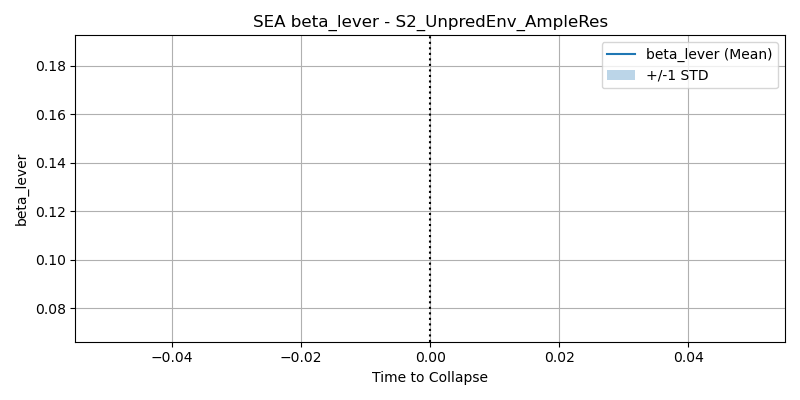 SEA beta_lever - S2_UnpredEnv_AmpleRes
beta_lever (Mean)
+/-1 STD
0.18
0.16
0.14
0.12
0.10
0.08
beta_lever
−0.04
−0.02
0.00
0.02
0.04
Time to Collapse